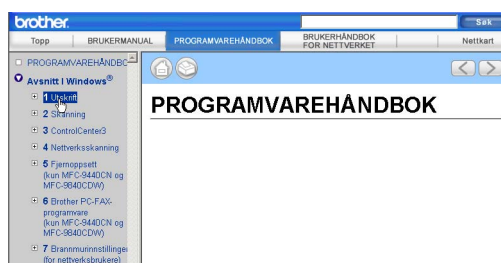 brother.
Søk
Topp
BRUKERMANUAL
PROGRAMVAREHÅNDBOK
BRUKERHÅNDBOK
FOR NETTVERKET
Nettkart
PROGRAMVAREHÅNDBC
Avsnitt I Windows®
1 Utskrift
2 Skanning
3 ControlCenter3
4 Nettverksskanning
5 Fjernoppsett
(kun MFC-9440CN og
MFC-9840CDW)
6 Brother PC-FAX-
programvare
(kun MFC-9440CN og
MFC-9840CDW)
7 Brannmurinnstillinger
(for nettverksbrukere)
PROGRAMVAREHÅNDBOK